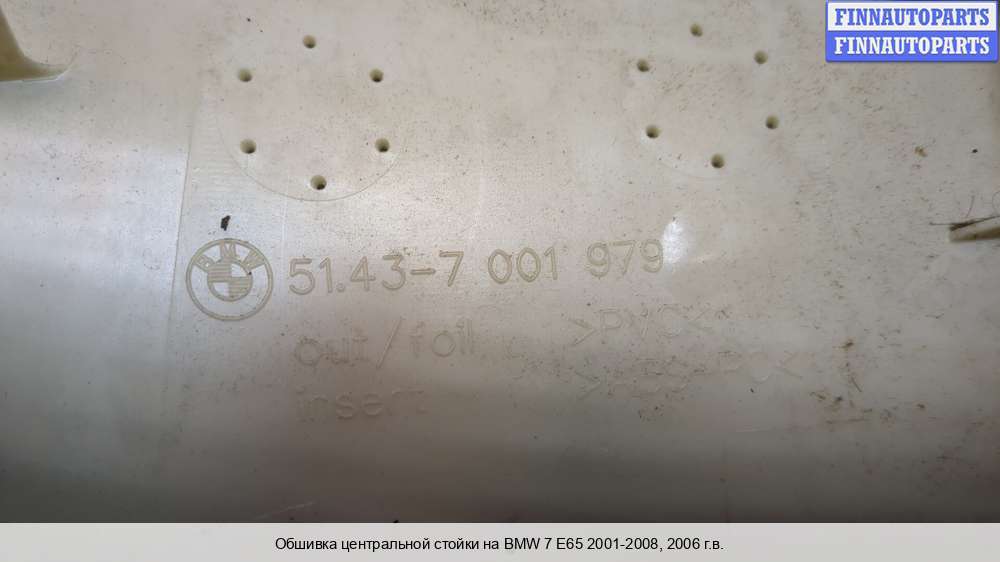 FINNAUTOPARTS
FINNAUTOPARTS
BMW
51.43-7 001 979
out/foil >PVC<
insert
Обшивка центральной стойки на BMW 7 E65 2001-2008, 2006 г.в.